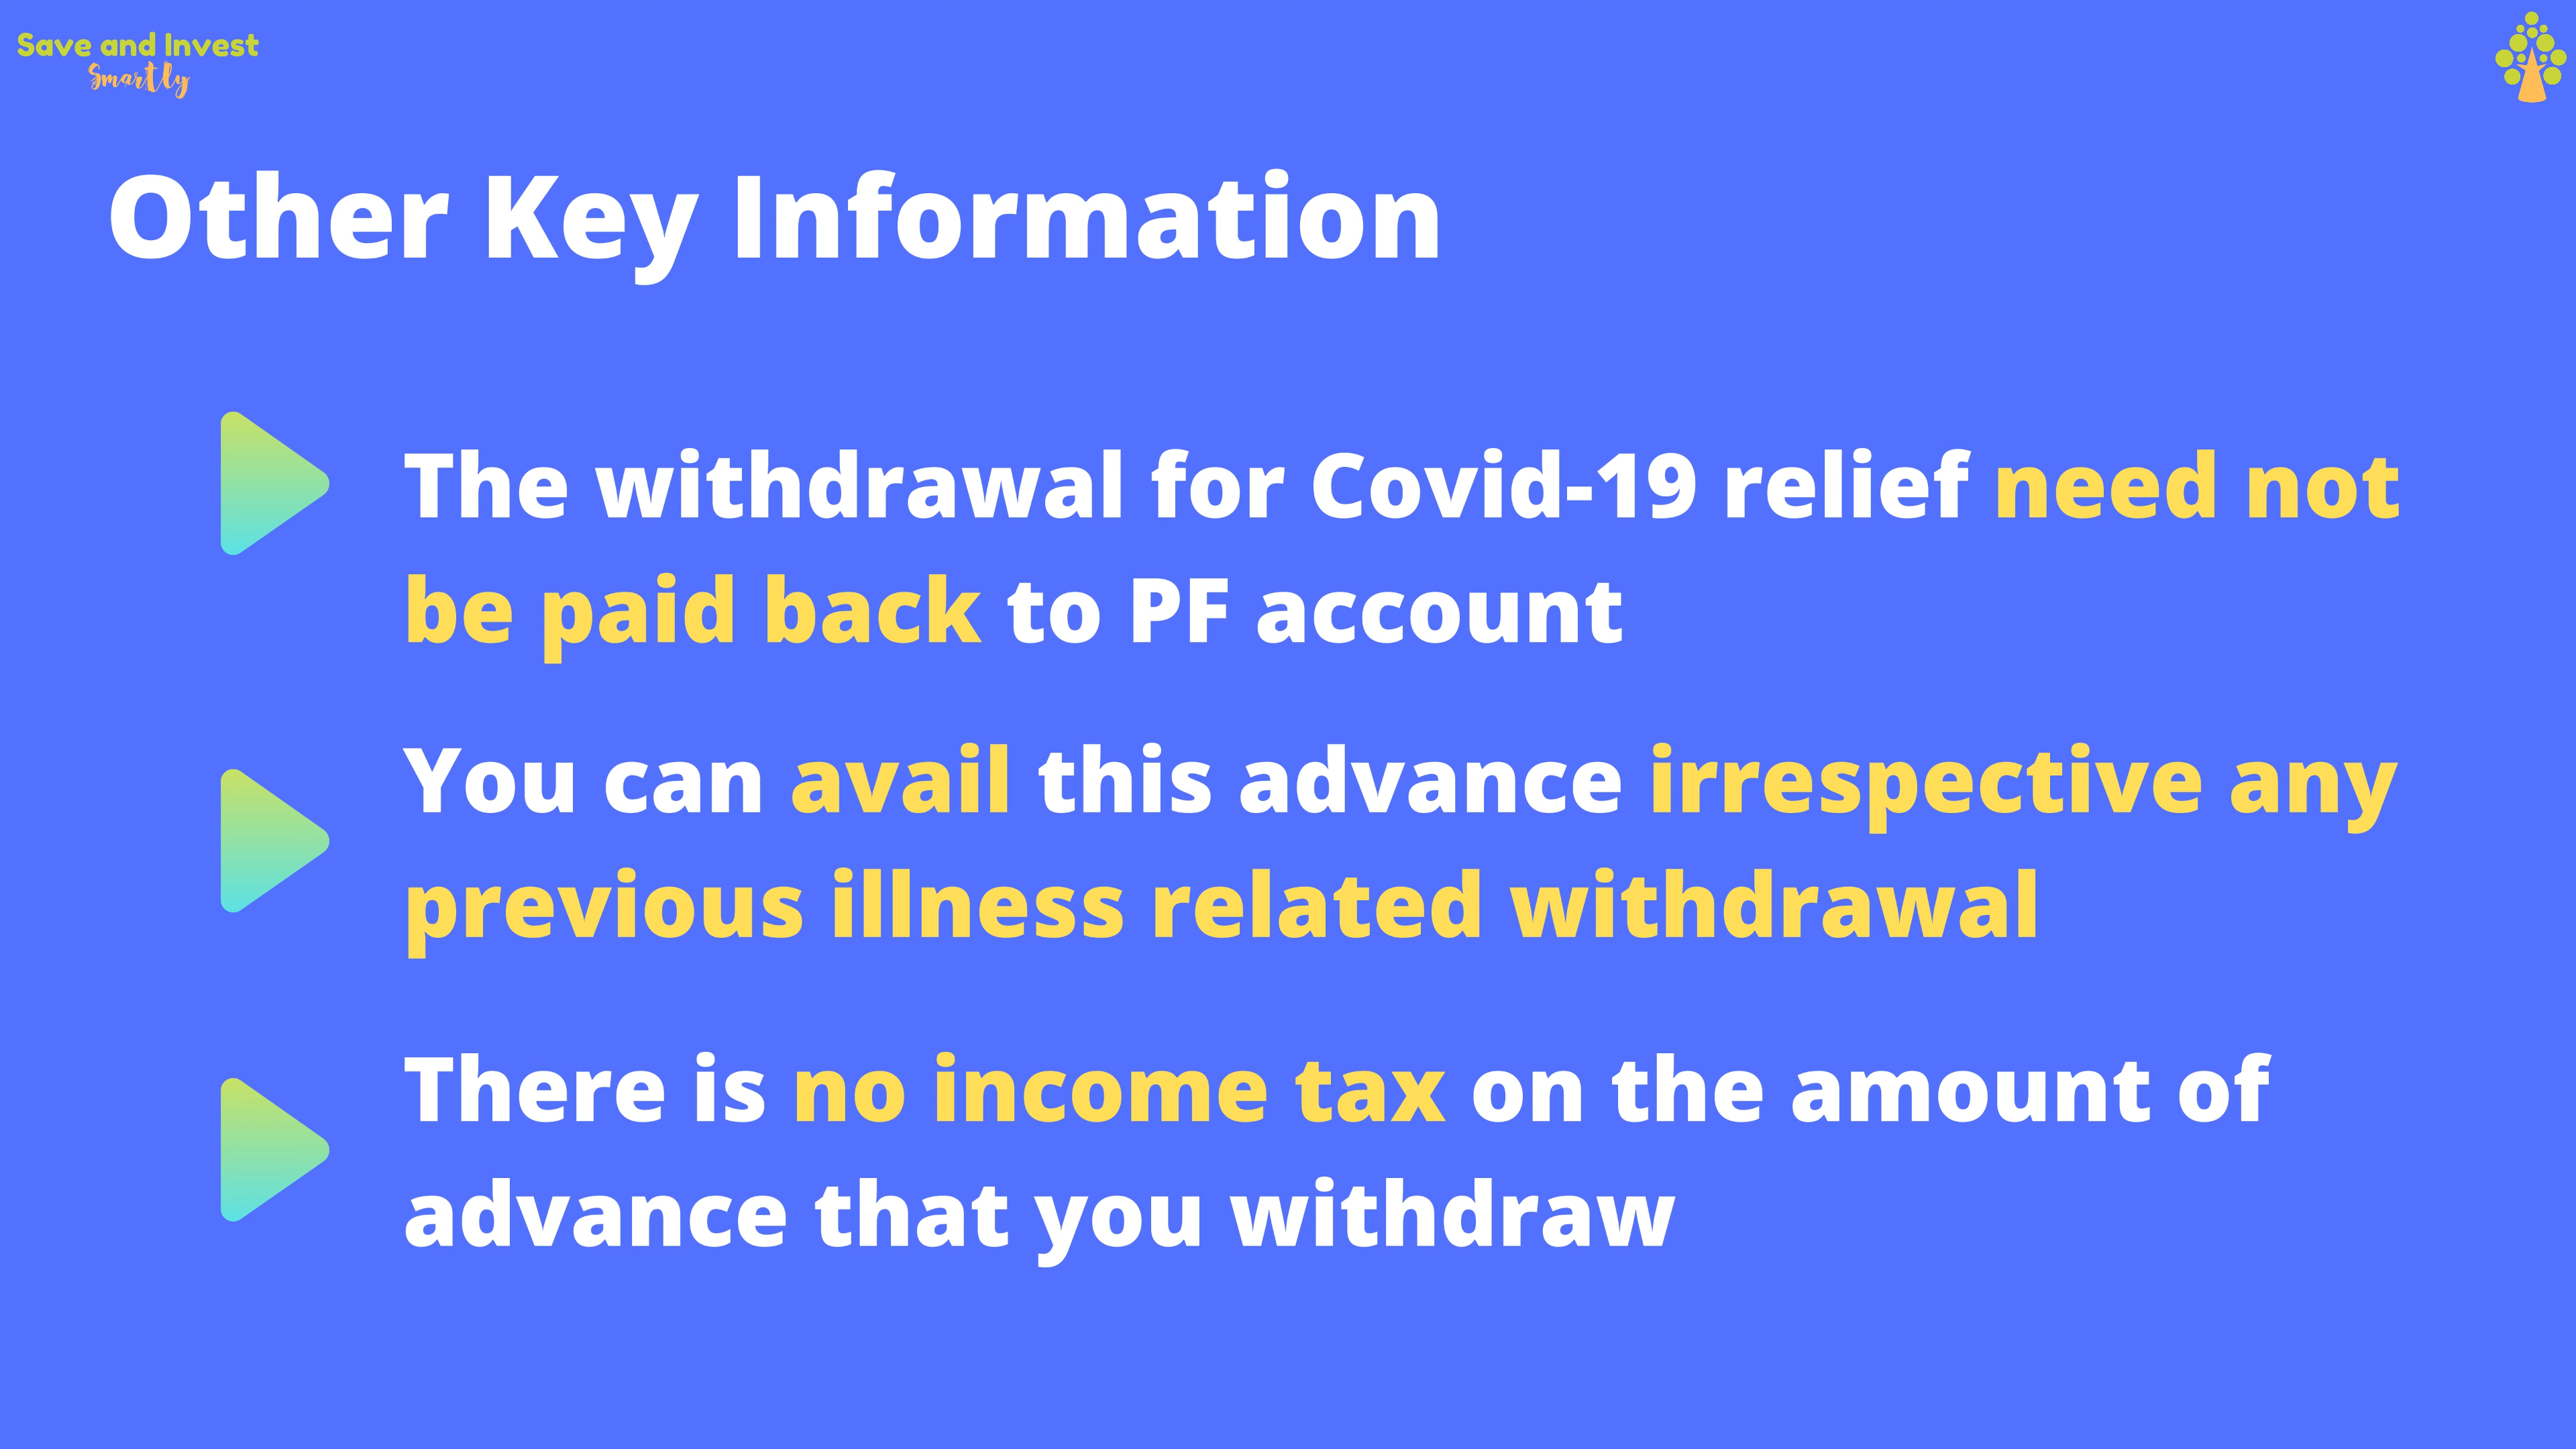 Save and Invest
Smartly
Other Key Information
The withdrawal for Covid-19 relief need not
be paid back to PF account
You can avail this advance irrespective any
previous illness related withdrawal
There is no income tax on the amount of
advance that you withdraw